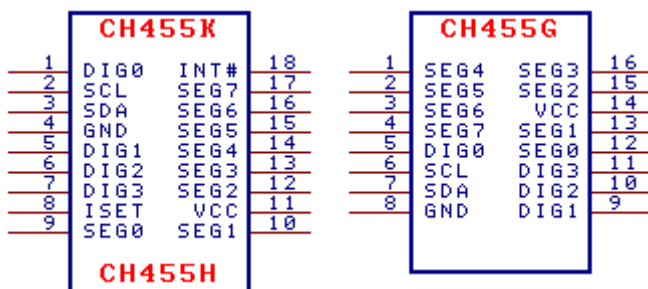 CH455K
1 DIG0 INT# 18
2 SCL SEG7 17
3 SDA SEG6 16
4 GND SEG5 15
5 DIG1 SEG4 14
6 DIG2 SEG3 13
7 DIG3 SEG2 12
8 ISET VCC 11
9 SEG0 SEG1 10
CH455H
CH455G
1 SEG4 SEG3 16
2 SEG5 SEG2 15
3 SEG6 VCC 14
4 SEG7 SEG1 13
5 DIG0 SEG0 12
6 SCL DIG3 11
7 SDA DIG2 10
8 GND DIG1 9